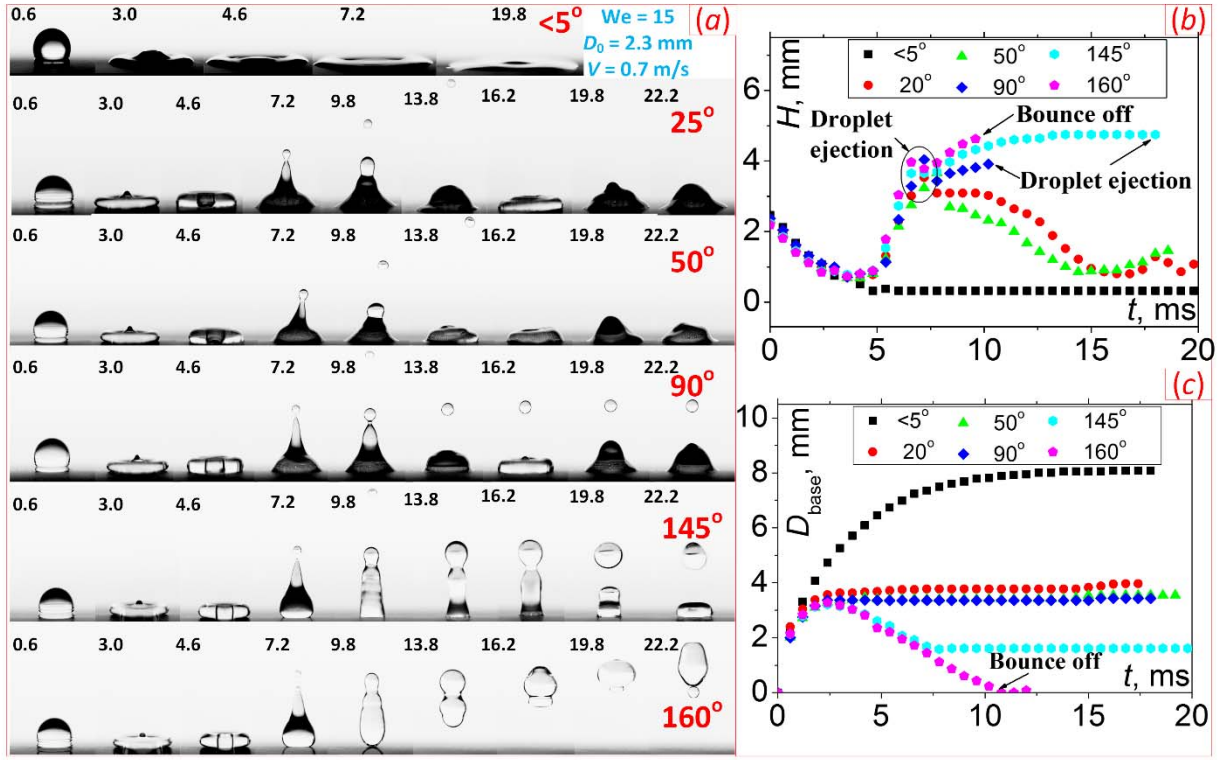 0.6 3.0 4.6 7.2 19.8
<5° We = 15
D₀ = 2.3 mm
V = 0.7 m/s
(a)
0.6 3.0 4.6 7.2 9.8 13.8 16.2 19.8 22.2
25°
0.6 3.0 4.6 7.2 9.8 13.8 16.2 19.8 22.2
50°
0.6 3.0 4.6 7.2 9.8 13.8 16.2 19.8 22.2
90°
0.6 3.0 4.6 7.2 9.8 13.8 16.2 19.8 22.2
145°
0.6 3.0 4.6 7.2 9.8 13.8 16.2 19.8 22.2
160°
(b)
H, mm
6
4
2
0
<5° 50° 145°
20° 90° 160°
Droplet
ejection
Bounce off
Droplet ejection
0 5 10 15 20
t, ms
(c)
D_base, mm
10
8
6
4
2
0
<5° 50° 145°
20° 90° 160°
Bounce off
t, ms
0 5 10 15 20